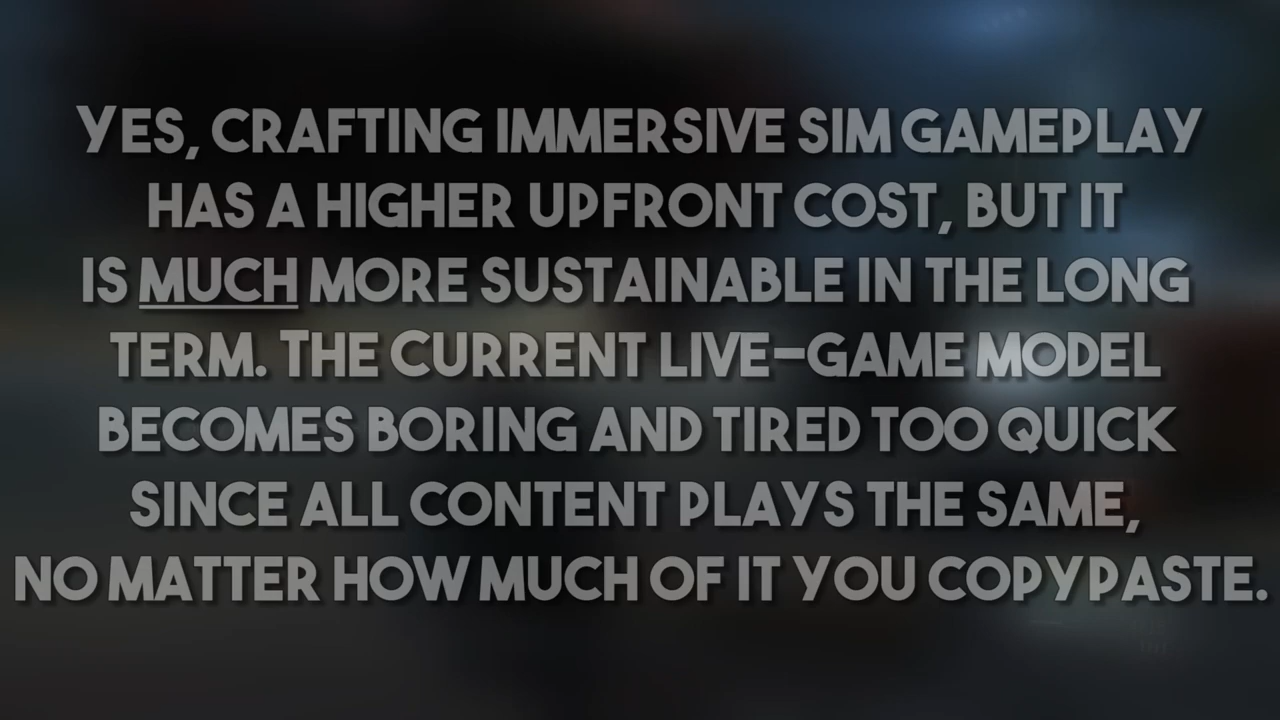 YES, CRAFTING IMMERSIVE SIM GAMEPLAY
HAS A HIGHER UPFRONT COST, BUT IT
IS MUCH MORE SUSTAINABLE IN THE LONG
TERM. THE CURRENT LIVE-GAME MODEL
BECOMES BORING AND TIRED TOO QUICK
SINCE ALL CONTENT PLAYS THE SAME,
NO MATTER HOW MUCH OF IT YOU COPYPASTE.